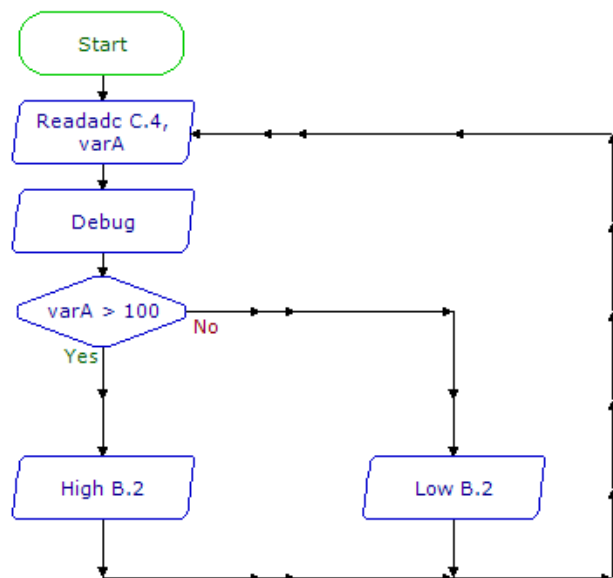 Start
Readadc C.4,
varA
Debug
varA > 100
No
Yes
High B.2
Low B.2